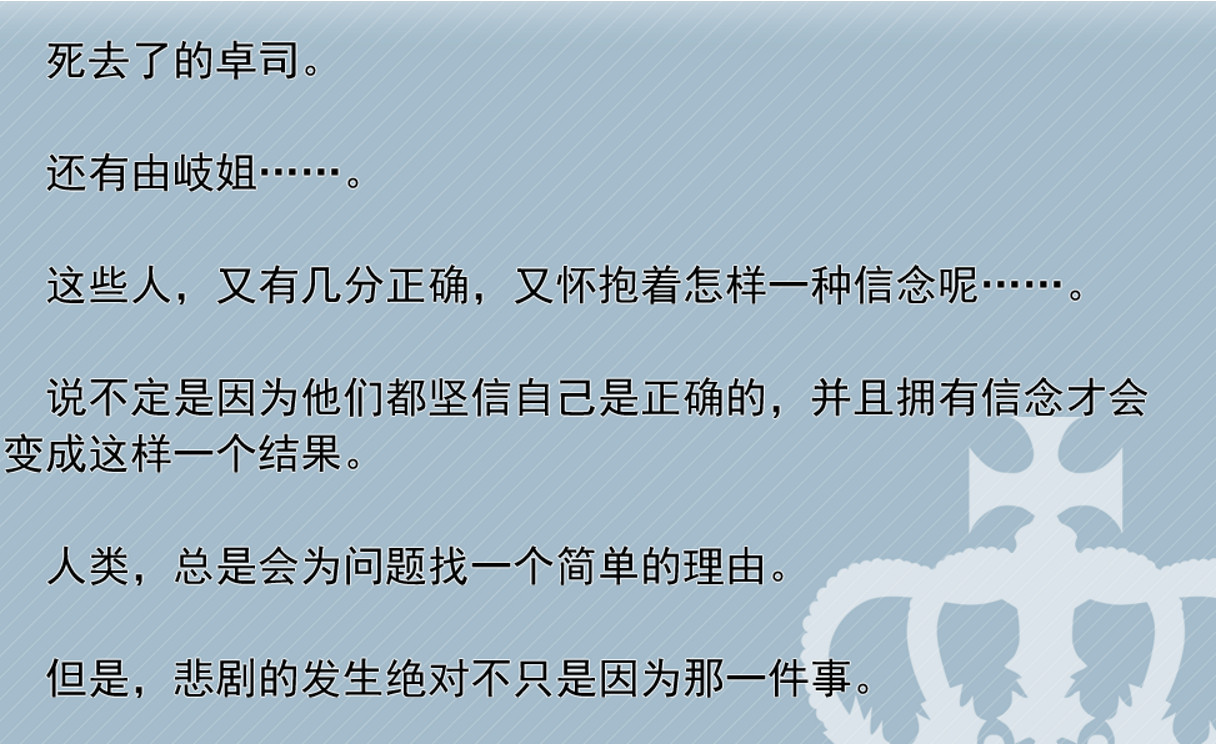 死去了的卓司。
还有由岐姐……。
这些人，又有几分正确，又怀抱着怎样一种信念呢……。
说不定是因为他们都坚信自己是正确的，并且拥有信念才会
变成这样一个结果。
人类，总是会为问题找一个简单的理由。
但是，悲剧的发生绝对不只是因为那一件事。